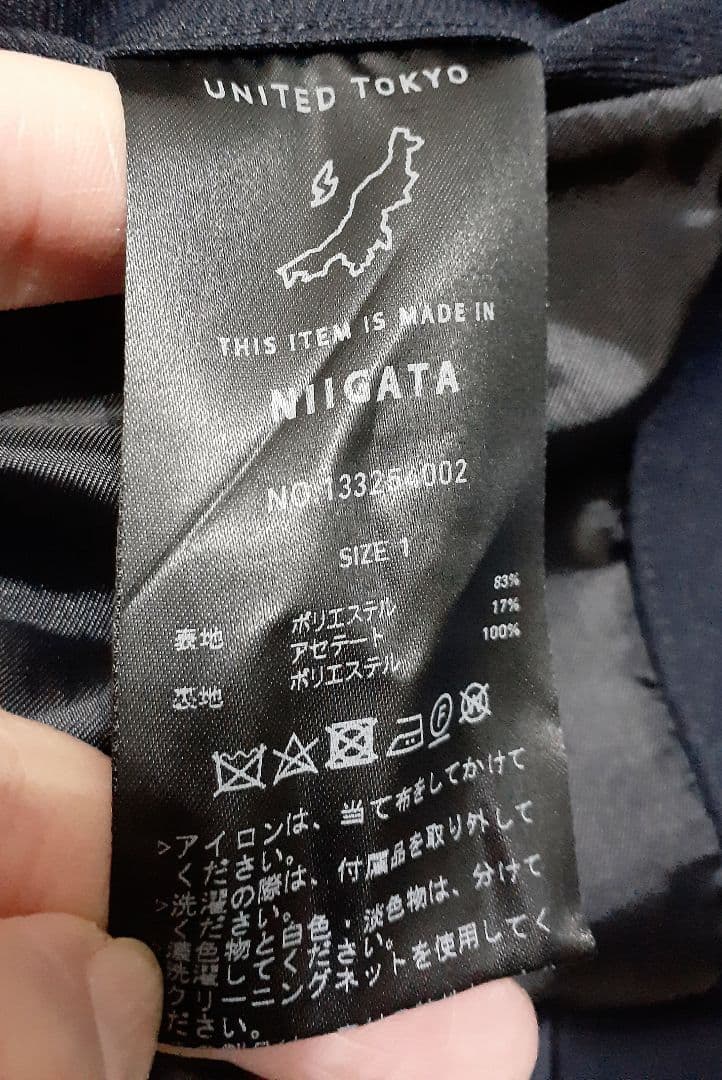 UNITED TOKYO
THIS ITEM IS MADE IN
NIIGATA
NO.133254002
SIZE 1
表地 ポリエステル 83%
アセテート 17%
裏地 ポリエステル 100%
W
F
>アイロンは、当て布をしてかけて
ください。
>洗濯の際は、付属品を取り外して
ください。
濃色物と白色・淡色物は、分けて
洗濯してください。
クリーニングネットを使用してく
ださい。